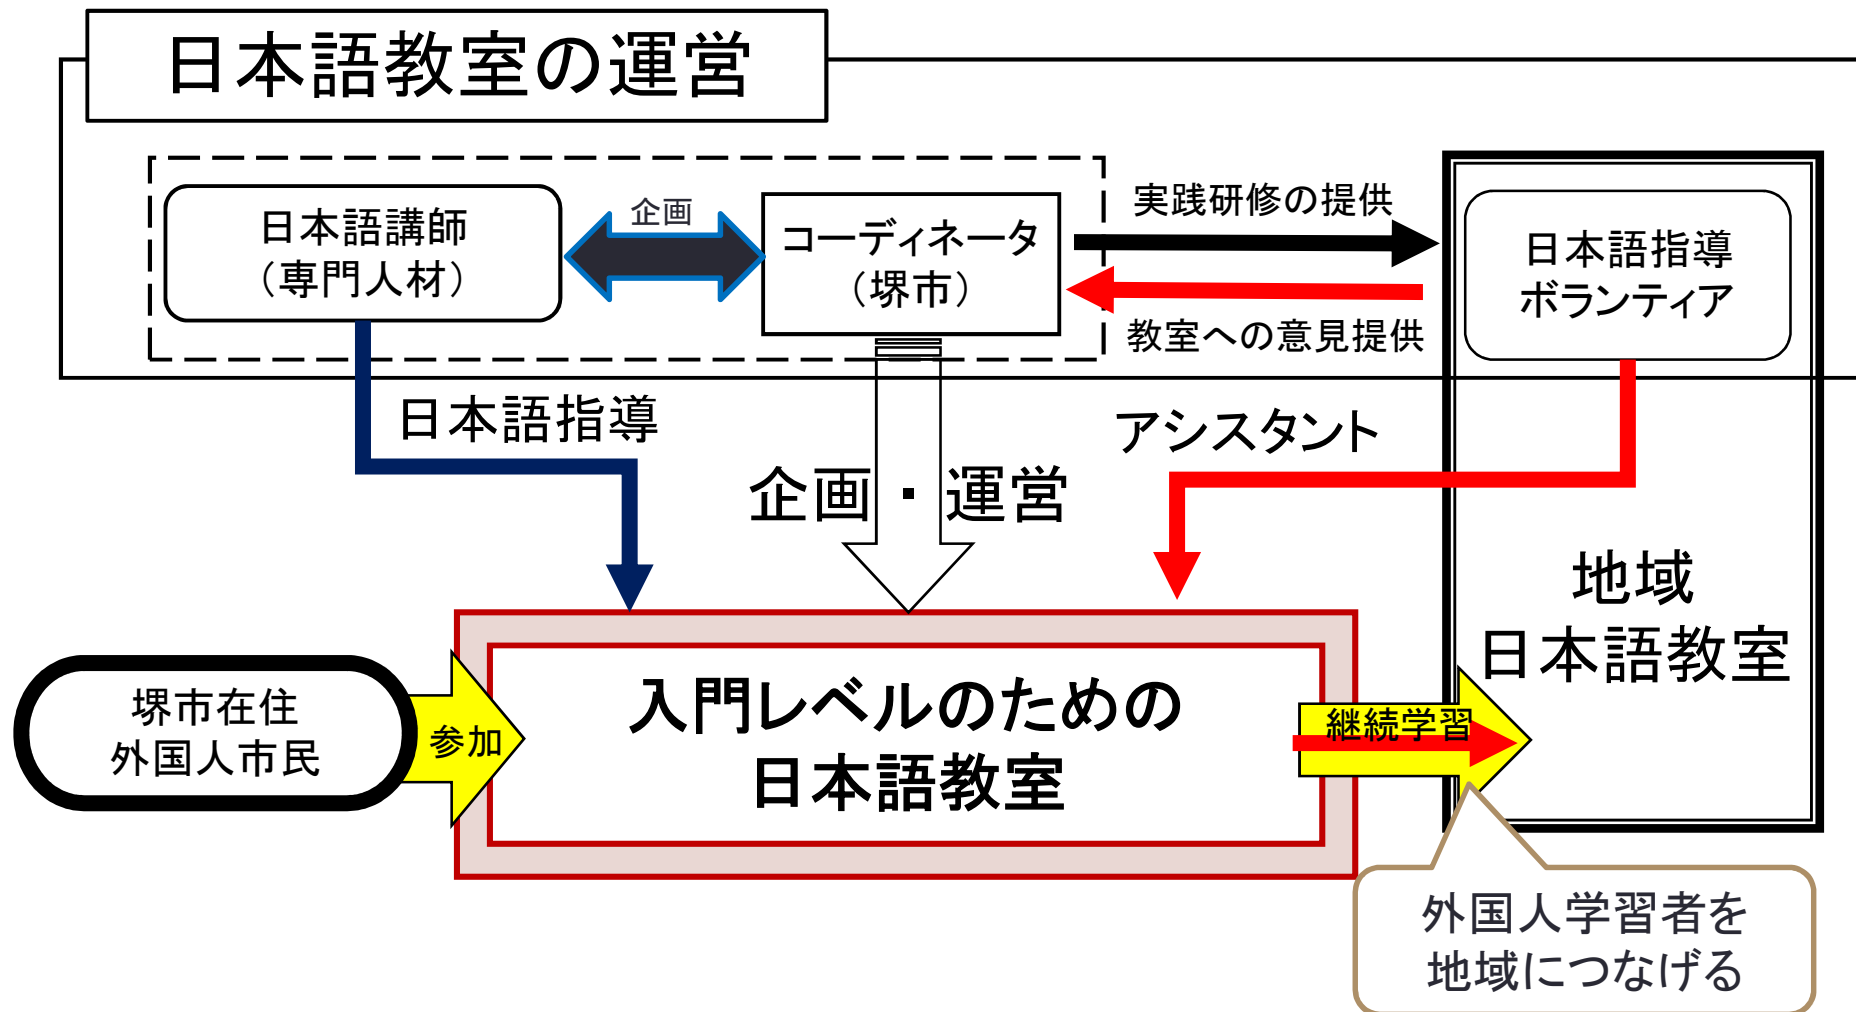 日本語教室の運営
日本語講師
（専門人材）
企画
コーディネータ
（堺市）
実践研修の提供
教室への意見提供
日本語指導
ボランティア
日本語指導
企画・運営
アシスタント
地域
日本語教室
堺市在住
外国人市民
参加
入門レベルのための
日本語教室
継続学習
外国人学習者を
地域につなげる